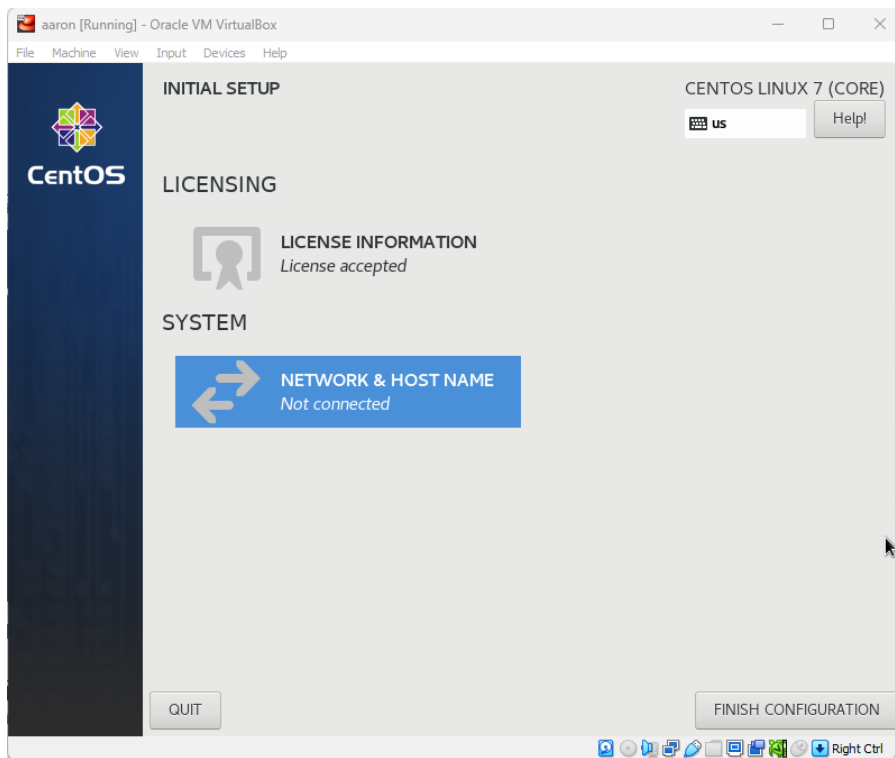 aaron [Running] - Oracle VM VirtualBox
File Machine View Input Devices Help
INITIAL SETUP
CENTOS LINUX 7 (CORE)
us
Help!
CentOS
LICENSING
LICENSE INFORMATION
License accepted
SYSTEM
NETWORK & HOST NAME
Not connected
QUIT
FINISH CONFIGURATION
Right Ctrl